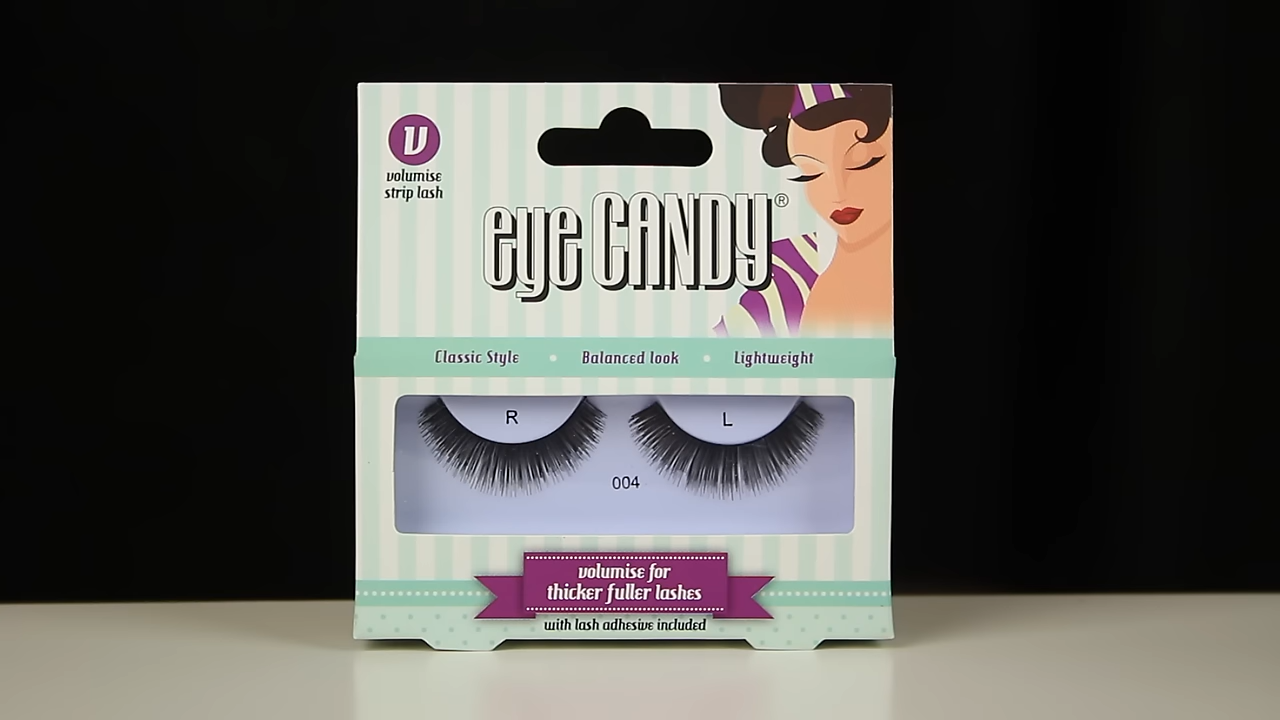 V
volumise
strip lash
eye CANDY®
Classic Style • Balanced look • Lightweight
R
L
004
volumise for
thicker fuller lashes
with lash adhesive included